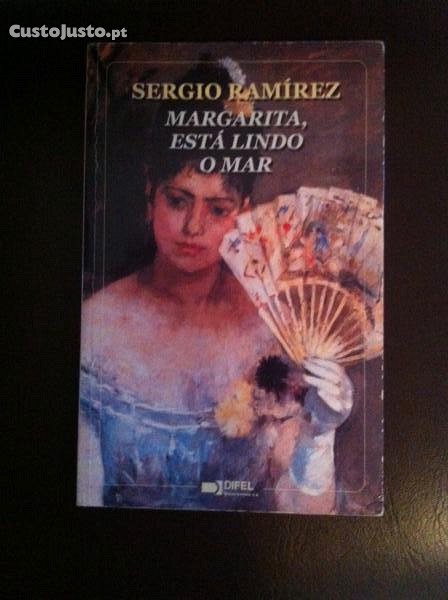 CustoJusto.pt
SERGIO RAMÍREZ
MARGARITA,
ESTÁ LINDO
O MAR
DIFEL